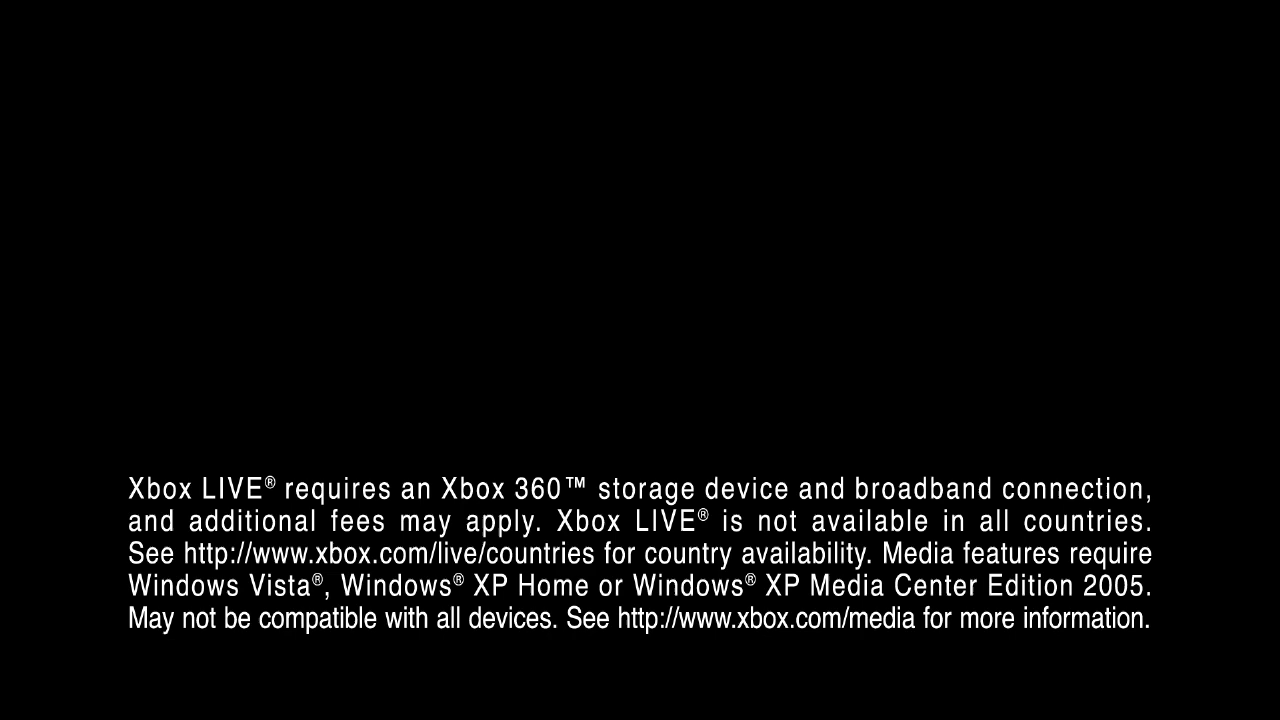 Xbox LIVE® requires an Xbox 360™ storage device and broadband connection,
and additional fees may apply. Xbox LIVE® is not available in all countries.
See http://www.xbox.com/live/countries for country availability. Media features require
Windows Vista®, Windows® XP Home or Windows® XP Media Center Edition 2005.
May not be compatible with all devices. See http://www.xbox.com/media for more information.